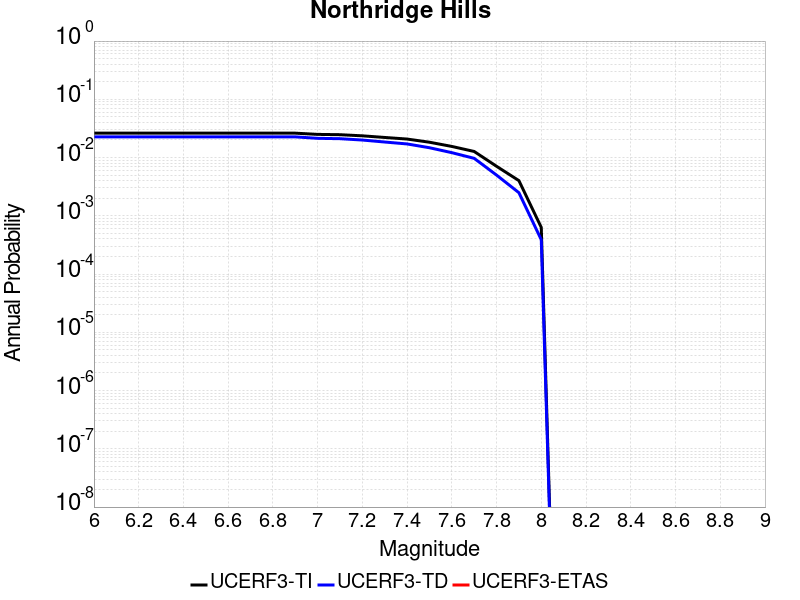 Northridge Hills
10^0
10^-1
10^-2
10^-3
10^-4
10^-5
10^-6
10^-7
10^-8
Annual Probability
6 6.2 6.4 6.6 6.8 7 7.2 7.4 7.6 7.8 8 8.2 8.4 8.6 8.8 9
Magnitude
UCERF3-TI UCERF3-TD UCERF3-ETAS